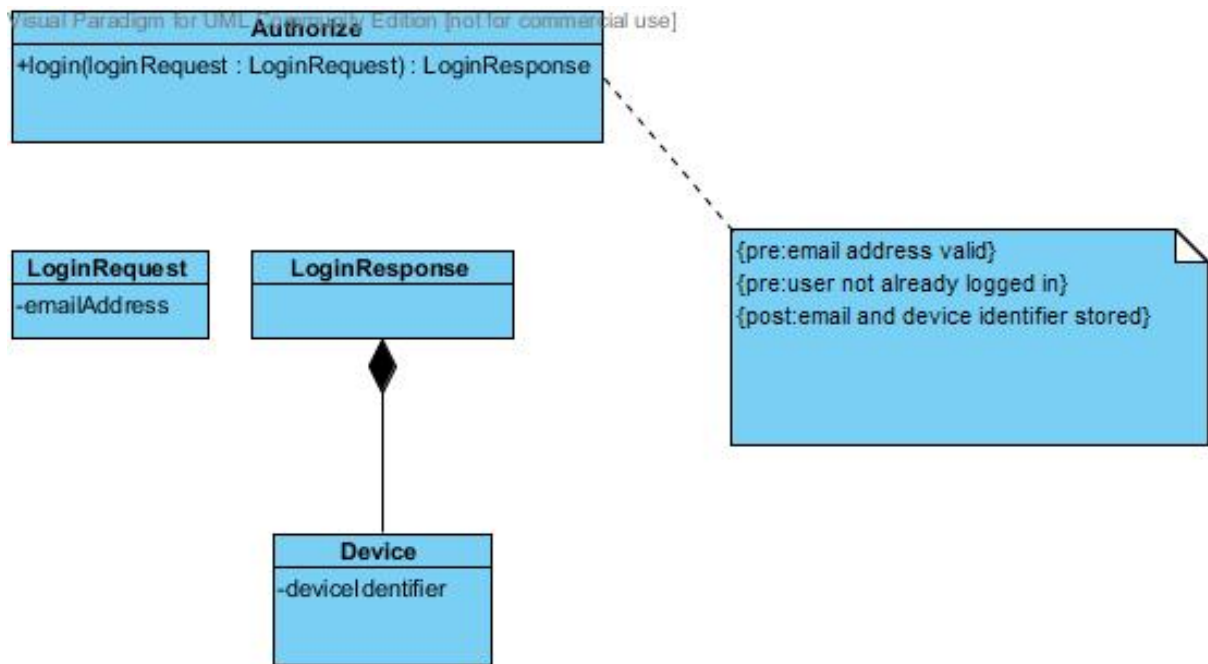 Visual Paradigm for UML Community Edition [not for commercial use]
Authorize
+login(loginRequest : LoginRequest) : LoginResponse
LoginRequest
-emailAddress
LoginResponse
{pre:email address valid}
{pre:user not already logged in}
{post:email and device identifier stored}
Device
-deviceIdentifier